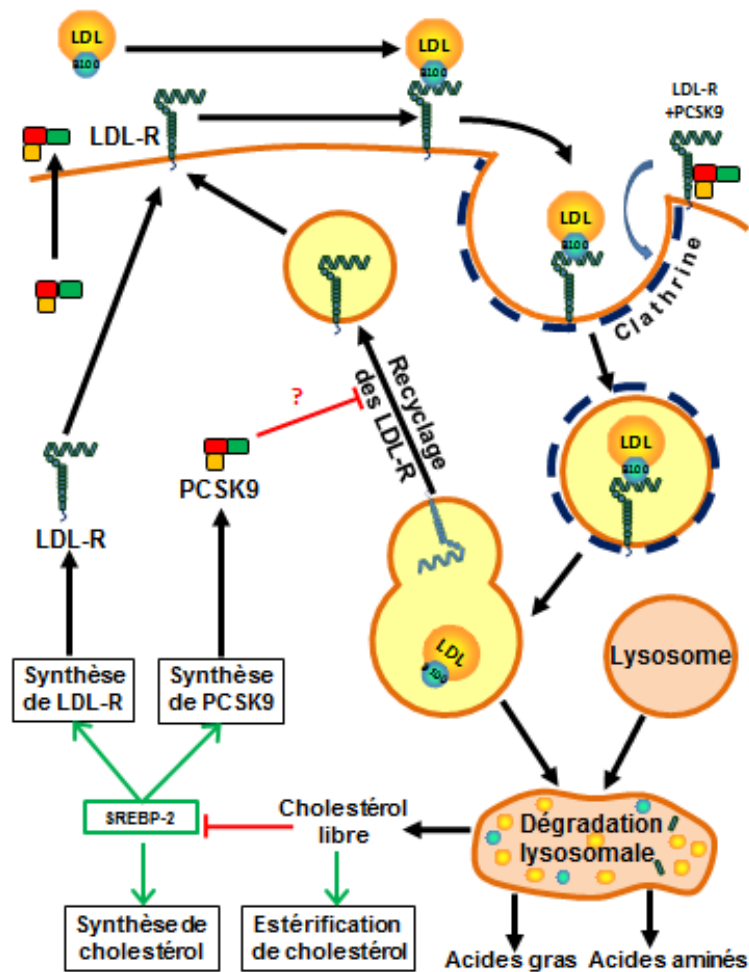 LDL
B100
LDL
B100
LDL-R
+PCSK9
LDL-R
LDL
B100
Clathrine
?
Recyclage
des LDL-R
PCSK9
LDL-R
LDL
B100
LDL
B100
Lysosome
Synthèse
de LDL-R
Synthèse
de PCSK9
SREBP-2
Cholestérol
libre
Dégradation
lysosomale
Synthèse de
cholestérol
Estérification
de cholestérol
Acides gras
Acides aminés